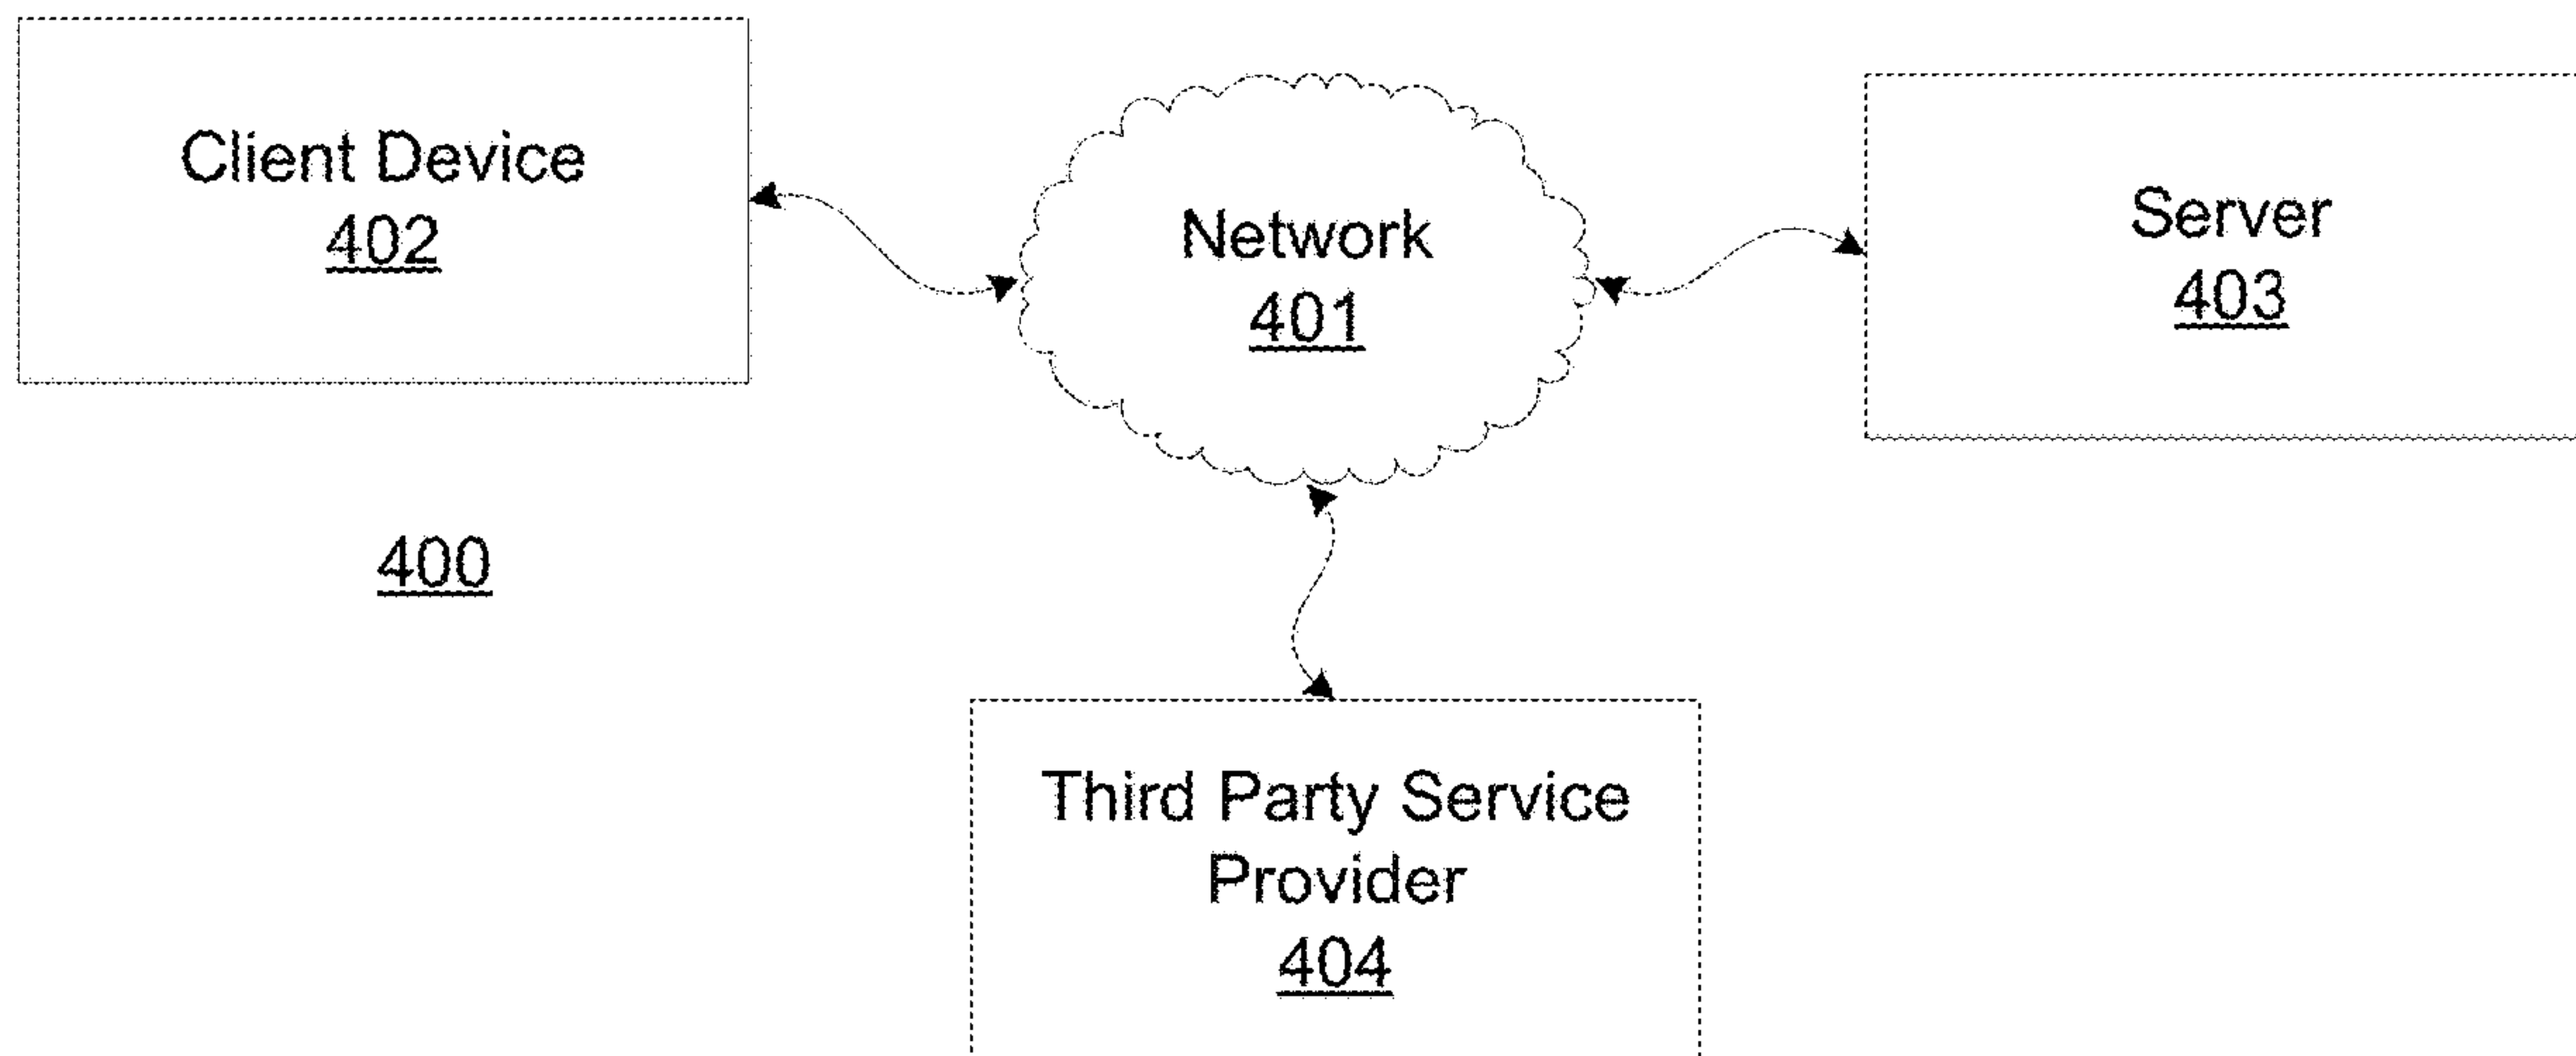 Client Device
402
Network
401
Server
403
400
Third Party Service
Provider
404